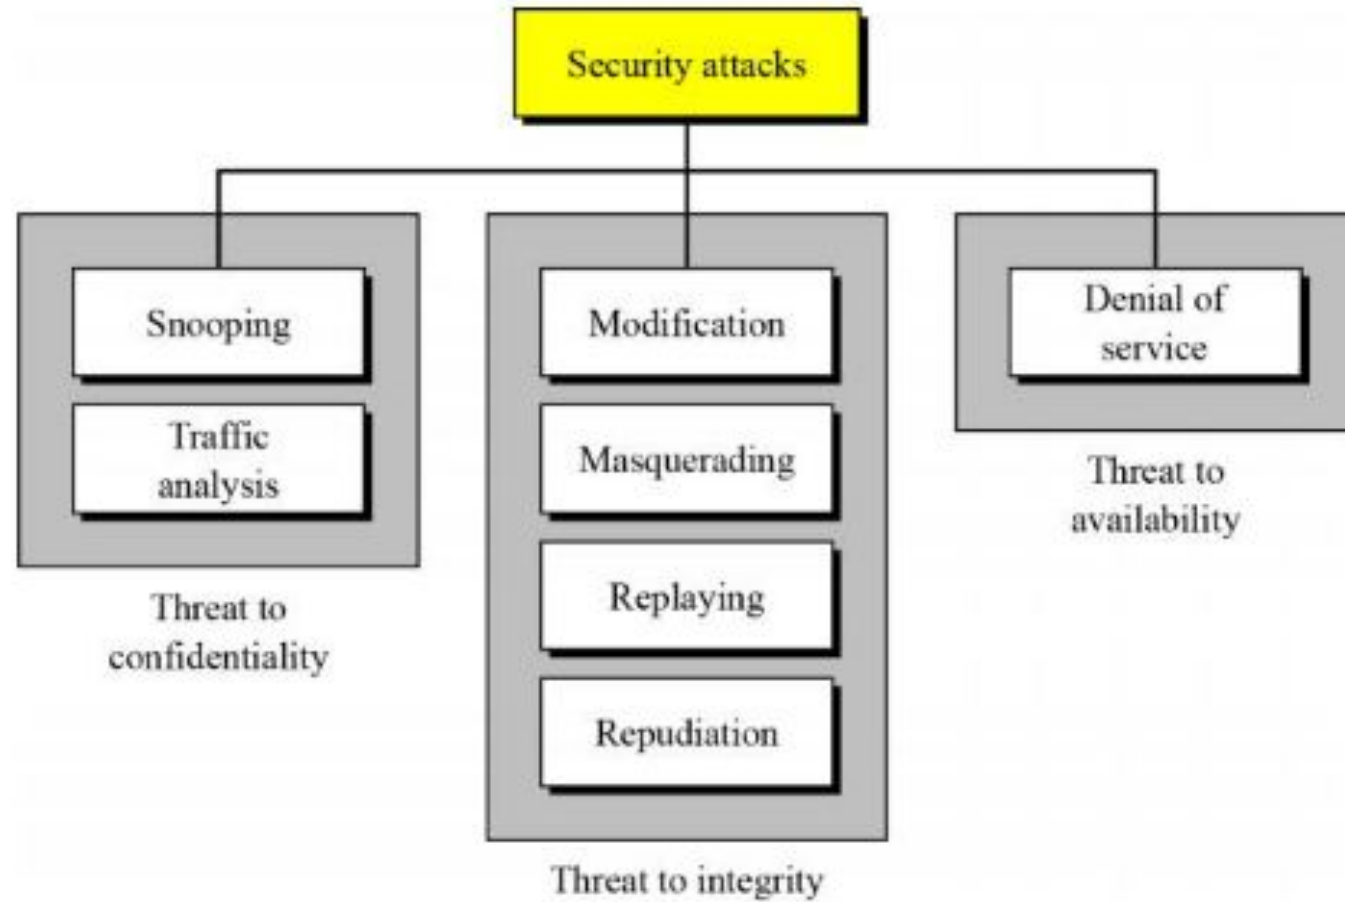 Security attacks
Snooping
Traffic
analysis
Threat to
confidentiality
Modification
Masquerading
Replaying
Repudiation
Threat to integrity
Denial of
service
Threat to
availability